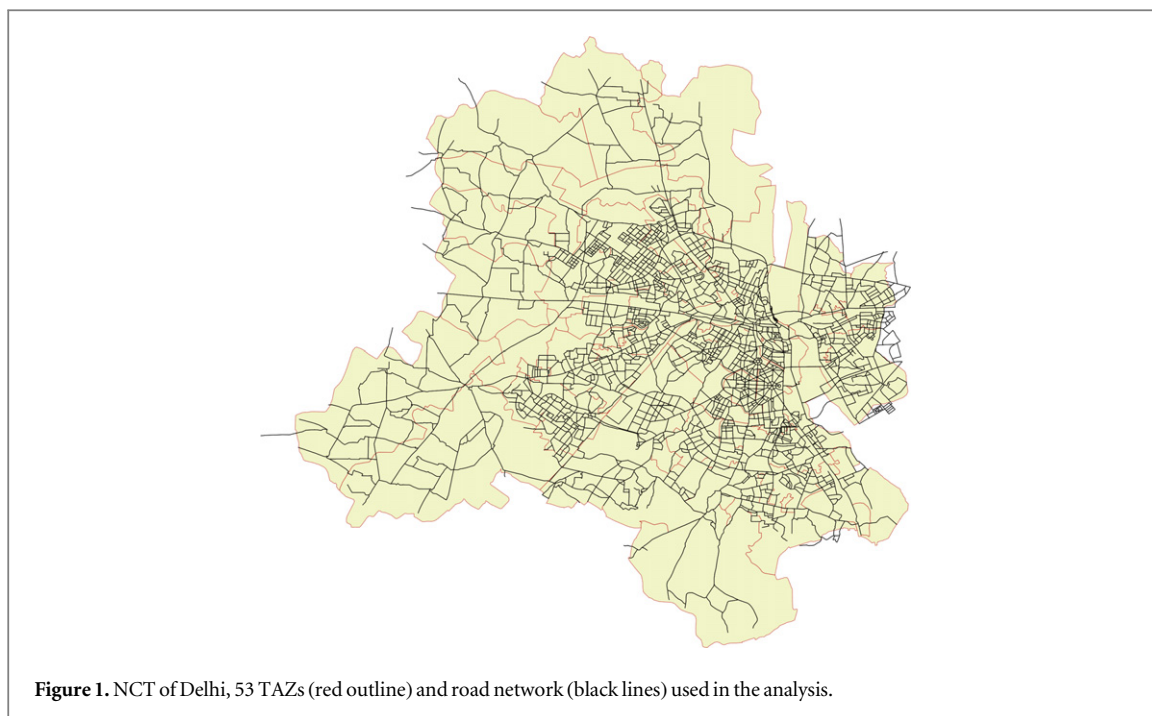 Figure 1. NCT of Delhi, 53 TAZs (red outline) and road network (black lines) used in the analysis.